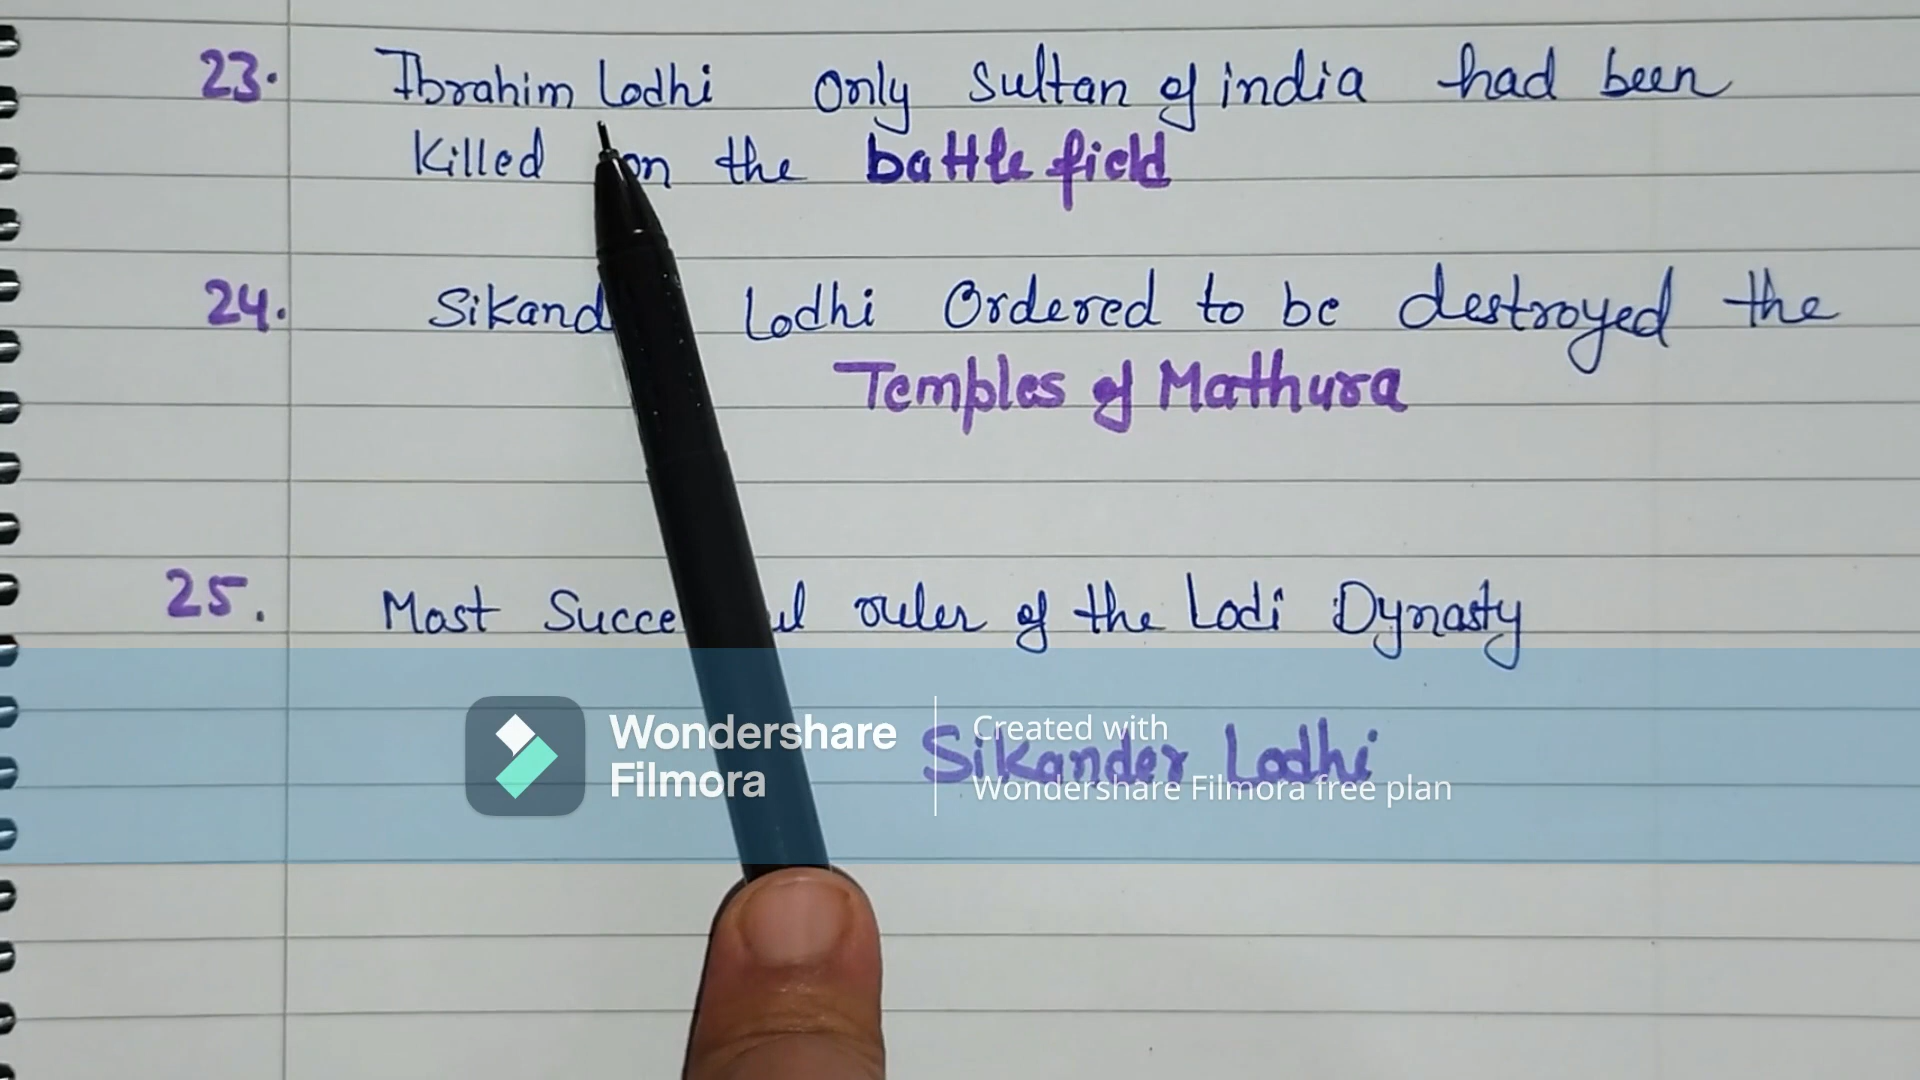 23. Ibrahim Lodhi Only Sultan of india had been
Killed on the battle field
24. Sikand Lodhi Ordered to be destroyed the
Temples of Mathura
25. Most Succe ul ruler of the Lodi Dynasty
Sikander Lodhi
Wondershare
Filmora
Created with
Wondershare Filmora free plan